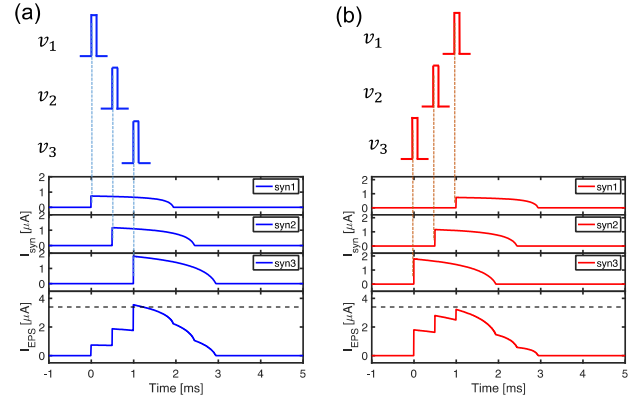 (a)
v₁
v₂
v₃
2
1
0
syn1
2
1
0
syn2
2
1
0
syn3
I_syn [μA]
4
2
0
I_EPS [μA]
-1 0 1 2 3 4 5
Time [ms]
(b)
v₁
v₂
v₃
2
1
0
syn1
2
1
0
syn2
2
1
0
syn3
I_syn [μA]
4
2
0
I_EPS [μA]
-1 0 1 2 3 4 5
Time [ms]